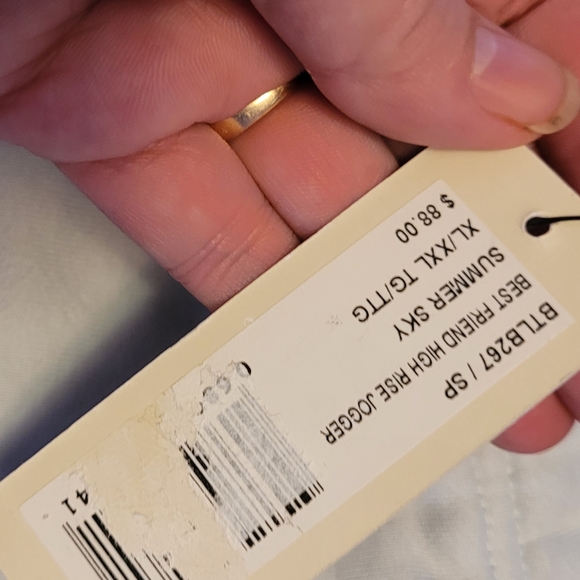 BTLB267 / SP
BEST FRIEND HIGH RISE JOGGER
SUMMER SKY
XL/XXL TG/TTG
$ 88.00
41